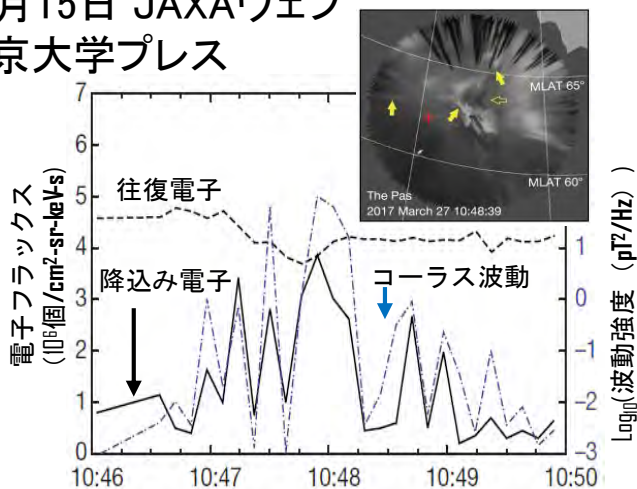 月15日 JAXAウェブ
京大学プレス
MLAT 65°
MLAT 60°
The Pas
2017 March 27 10:48:39
電子フラックス
(10⁶個/cm²-sr-keV-s)
7
6
5
4
3
2
1
0
往復電子
降込み電子
コーラス波動
1
0
−1
−2
−3
Log₁₀(波動強度 (pT²/Hz) )
10:46
10:47
10:48
10:49
10:50